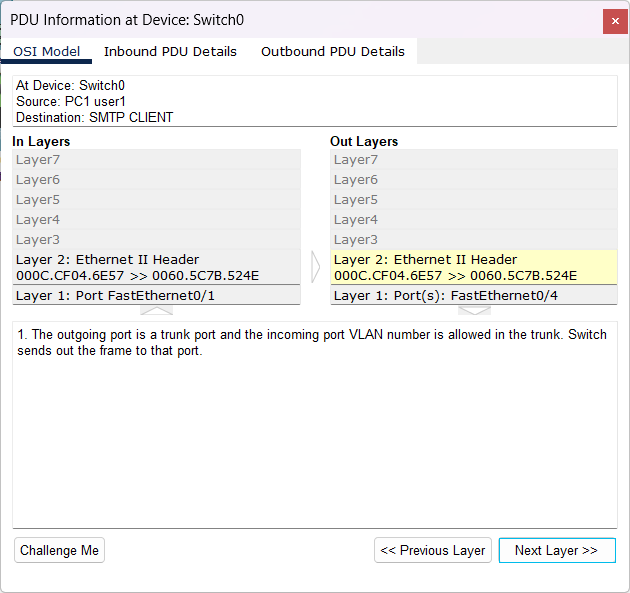 PDU Information at Device: Switch0
OSI Model Inbound PDU Details Outbound PDU Details
At Device: Switch0
Source: PC1 user1
Destination: SMTP CLIENT
In Layers
Layer7
Layer6
Layer5
Layer4
Layer3
Layer 2: Ethernet II Header
000C.CF04.6E57 >> 0060.5C7B.524E
Layer 1: Port FastEthernet0/1
Out Layers
Layer7
Layer6
Layer5
Layer4
Layer3
Layer 2: Ethernet II Header
000C.CF04.6E57 >> 0060.5C7B.524E
Layer 1: Port(s): FastEthernet0/4
1. The outgoing port is a trunk port and the incoming port VLAN number is allowed in the trunk. Switch
sends out the frame to that port.
Challenge Me << Previous Layer Next Layer >>